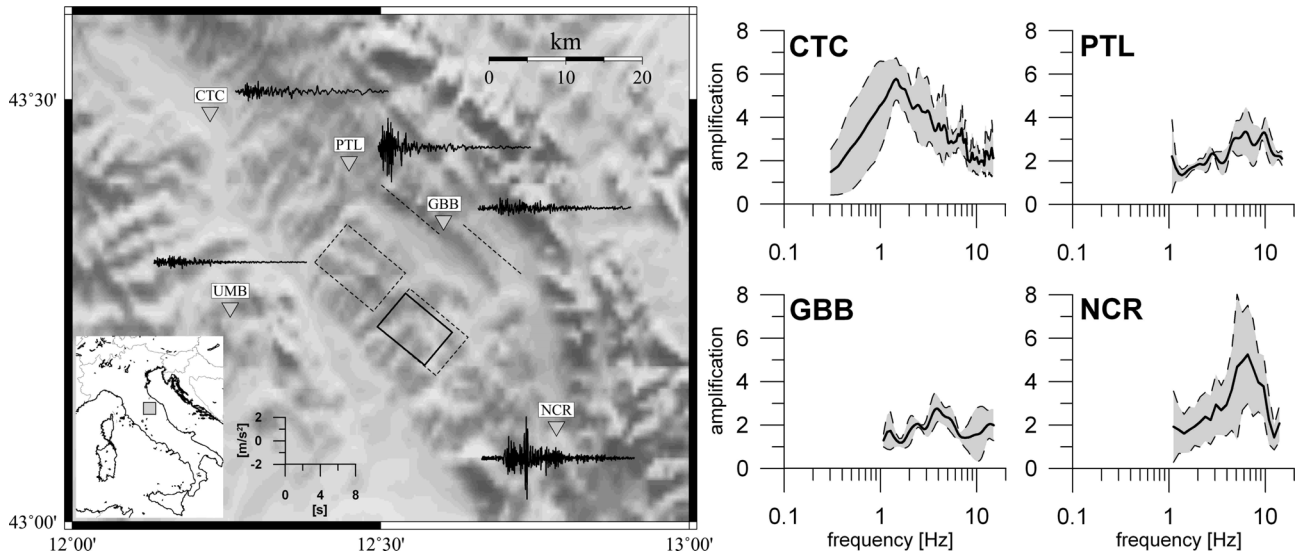 km
0 10 20
43°30'
CTC
PTL
GBB
UMB
NCR
2
0
-2
[m/s²]
0 4 8
[s]
43°00'
12°00' 12°30' 13°00'
CTC
amplification
8
6
4
2
0
0.1 1 10
PTL
8
6
4
2
0
0.1 1 10
GBB
amplification
8
6
4
2
0
0.1 1 10
frequency [Hz]
NCR
8
6
4
2
0
0.1 1 10
frequency [Hz]